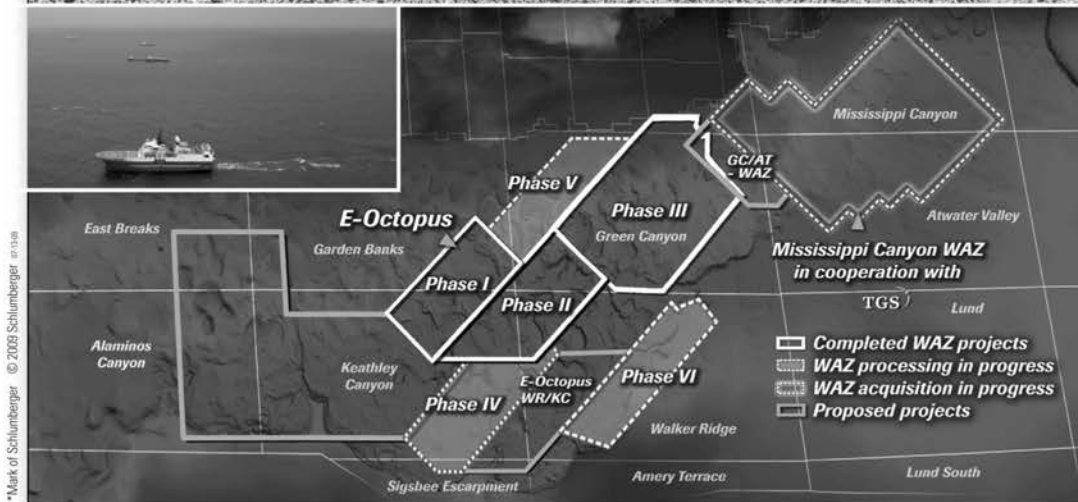 Mississippi Canyon
Phase V
GC/AT
- WAZ
E-Octopus
Phase III
East Breaks
Garden Banks
Green Canyon
Atwater Valley
Mississippi Canyon WAZ
in cooperation with
TGS
Phase I
Phase II
Lund
Alaminos
Canyon
Keathley
Canyon
E-Octopus
WR/KC
Phase VI
Phase IV
Completed WAZ projects
WAZ processing in progress
WAZ acquisition in progress
Proposed projects
Walker Ridge
Sigsbee Escarpment
Amery Terrace
Lund South
*Mark of Schlumberger © 2009 Schlumberger